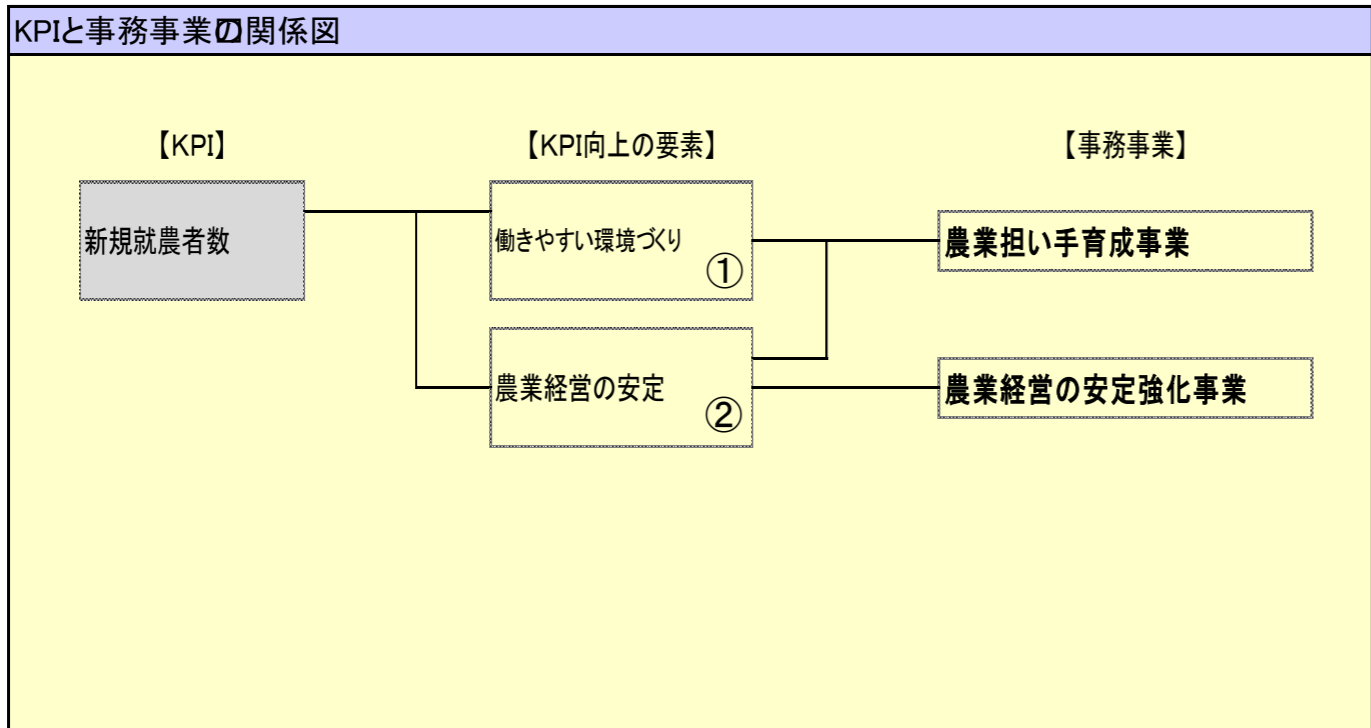 KPIと事務事業の関係図
【KPI】
【KPI向上の要素】
【事務事業】
新規就農者数
働きやすい環境づくり
①
農業担い手育成事業
農業経営の安定
②
農業経営の安定強化事業